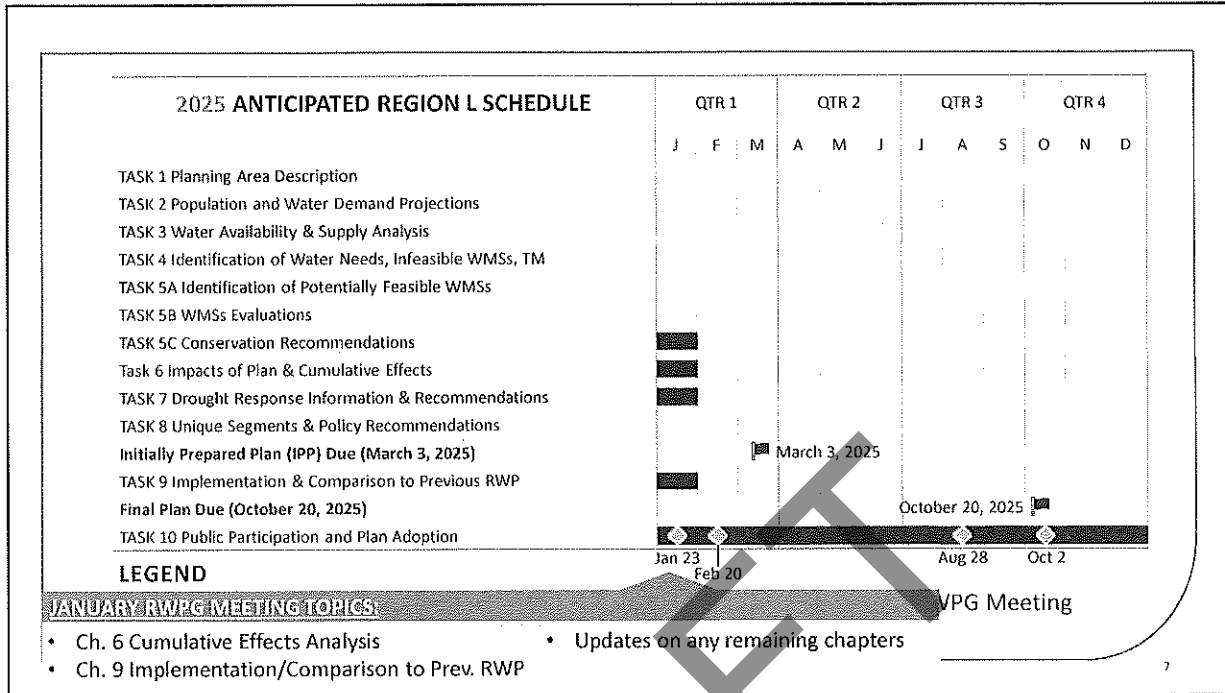 2025 ANTICIPATED REGION L SCHEDULE
QTR 1 QTR 2 QTR 3 QTR 4
J F M A M J J A S O N D
TASK 1 Planning Area Description
TASK 2 Population and Water Demand Projections
TASK 3 Water Availability & Supply Analysis
TASK 4 Identification of Water Needs, Infeasible WMSs, TM
TASK 5A Identification of Potentially Feasible WMSs
TASK 5B WMSs Evaluations
TASK 5C Conservation Recommendations
Task 6 Impacts of Plan & Cumulative Effects
TASK 7 Drought Response Information & Recommendations
TASK 8 Unique Segments & Policy Recommendations
Initially Prepared Plan (IPP) Due (March 3, 2025) March 3, 2025
TASK 9 Implementation & Comparison to Previous RWP
Final Plan Due (October 20, 2025) October 20, 2025
TASK 10 Public Participation and Plan Adoption
Jan 23 Feb 20 Aug 28 Oct 2
LEGEND
JANUARY RWPG MEETING TOPICS: WPG Meeting
• Ch. 6 Cumulative Effects Analysis • Updates on any remaining chapters
• Ch. 9 Implementation/Comparison to Prev. RWP
7